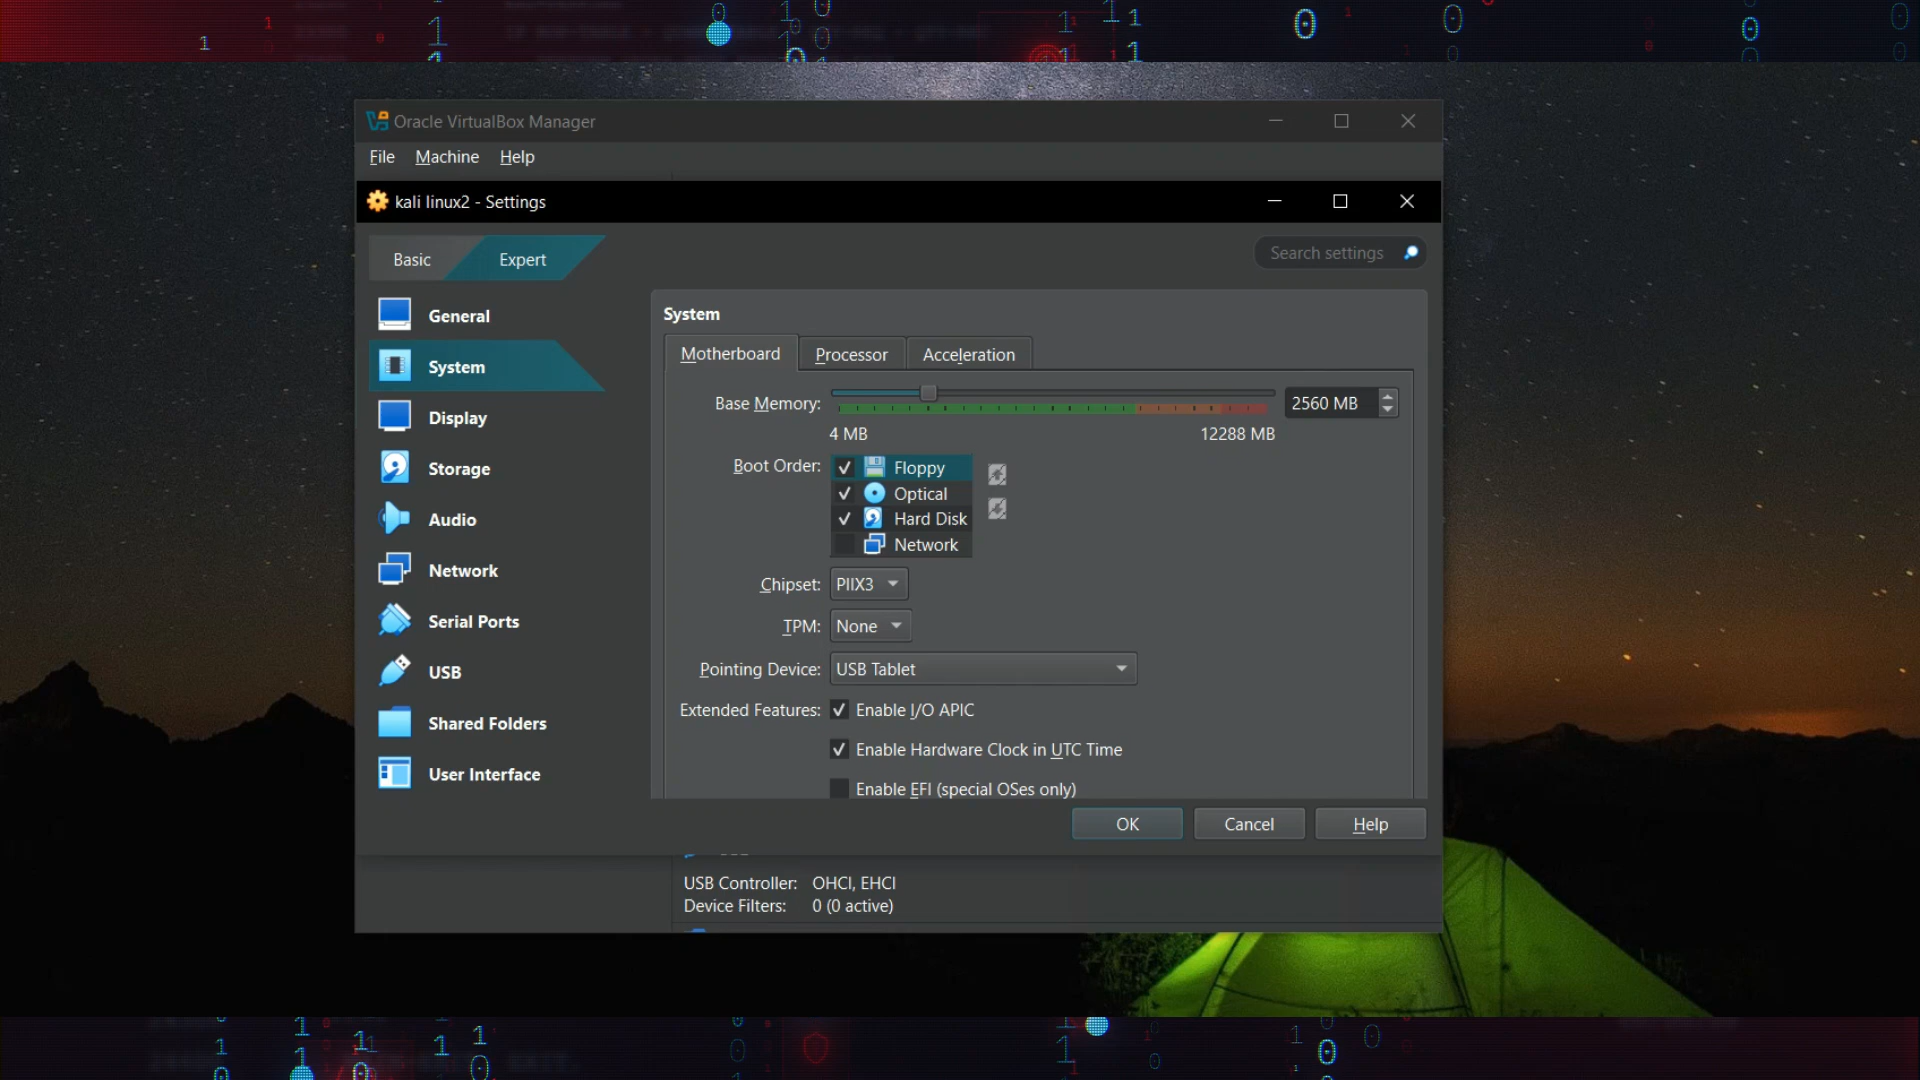 Oracle VirtualBox Manager
File Machine Help
kali linux2 - Settings
Basic Expert
Search settings
General
System
Display
Storage
Audio
Network
Serial Ports
USB
Shared Folders
User Interface
System
Motherboard Processor Acceleration
Base Memory: 2560 MB
4 MB 12288 MB
Boot Order: Floppy
Optical
Hard Disk
Network
Chipset: PIIX3
TPM: None
Pointing Device: USB Tablet
Extended Features: Enable I/O APIC
Enable Hardware Clock in UTC Time
Enable EFI (special OSes only)
OK Cancel Help
USB Controller: OHCI, EHCI
Device Filters: 0 (0 active)